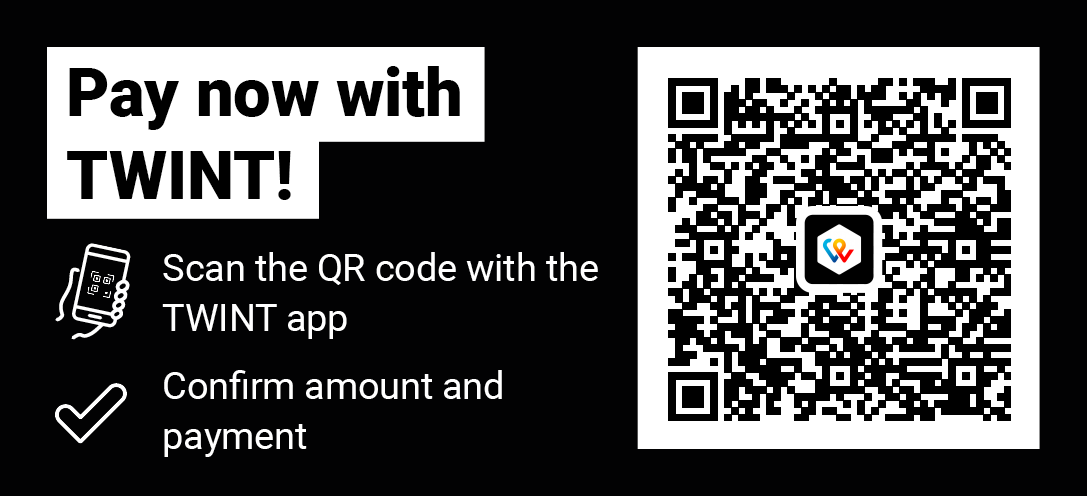 Pay now with
TWINT!
Scan the QR code with the
TWINT app
Confirm amount and
payment